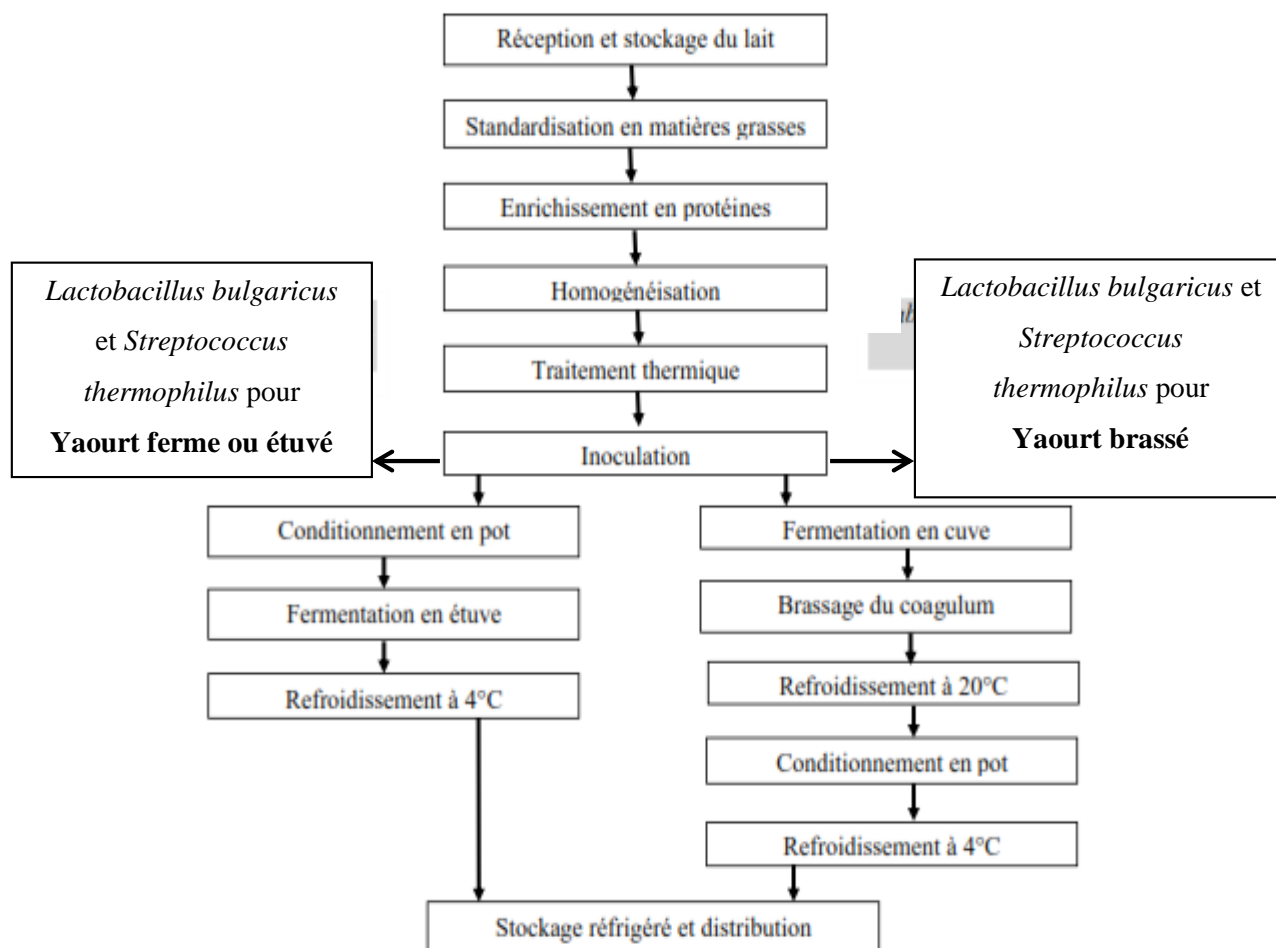 Réception et stockage du lait
Standardisation en matières grasses
Enrichissement en protéines
Homogénéisation
Traitement thermique
Lactobacillus bulgaricus
et Streptococcus
thermophilus pour
Yaourt ferme ou étuvé
Lactobacillus bulgaricus et
Streptococcus
thermophilus pour
Yaourt brassé
Inoculation
Conditionnement en pot
Fermentation en étuve
Refroidissement à 4°C
Fermentation en cuve
Brassage du coagulum
Refroidissement à 20°C
Conditionnement en pot
Refroidissement à 4°C
Stockage réfrigéré et distribution